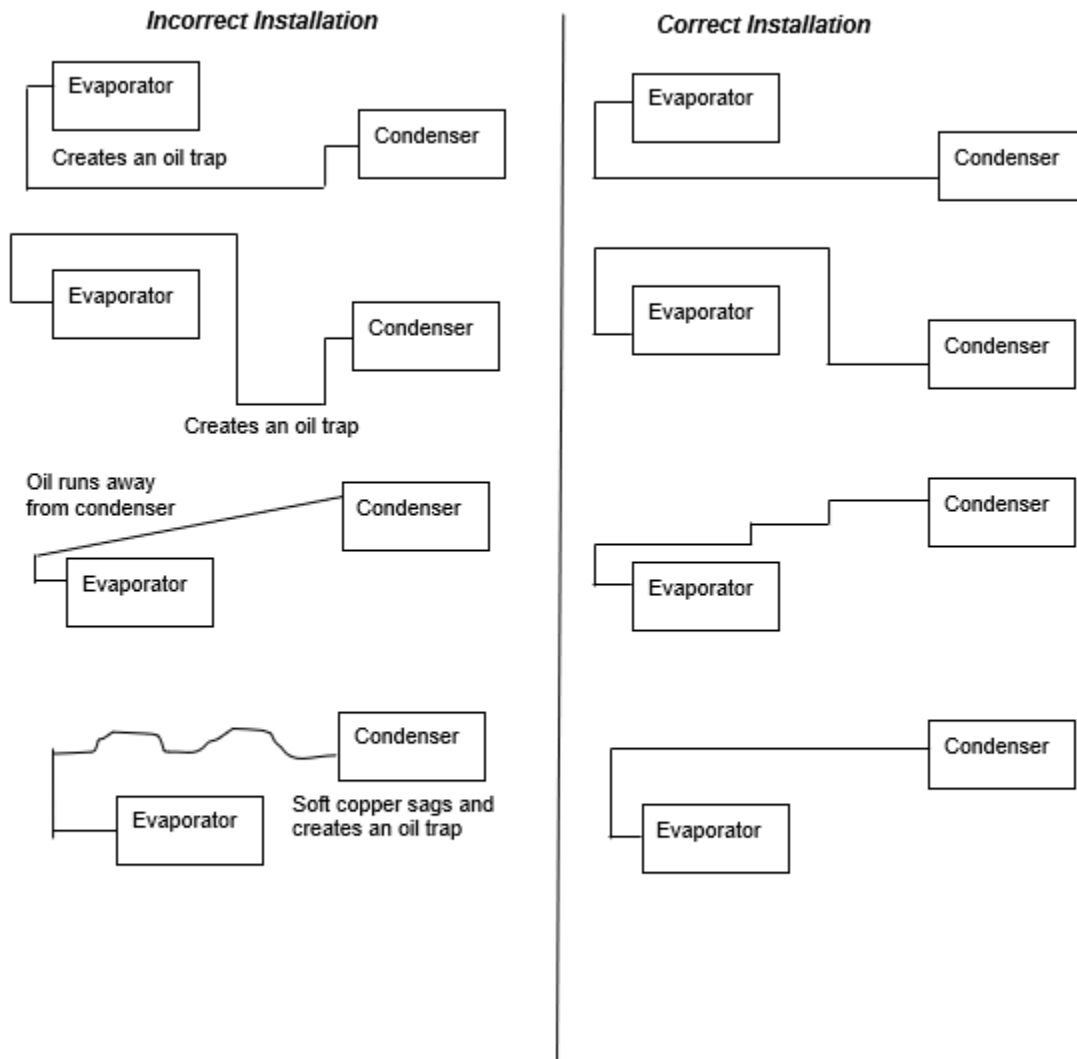 Incorrect Installation
Evaporator
Condenser
Creates an oil trap
Evaporator
Condenser
Creates an oil trap
Oil runs away
from condenser
Condenser
Evaporator
Condenser
Evaporator
Soft copper sags and
creates an oil trap
Correct Installation
Evaporator
Condenser
Evaporator
Condenser
Condenser
Evaporator
Condenser
Evaporator